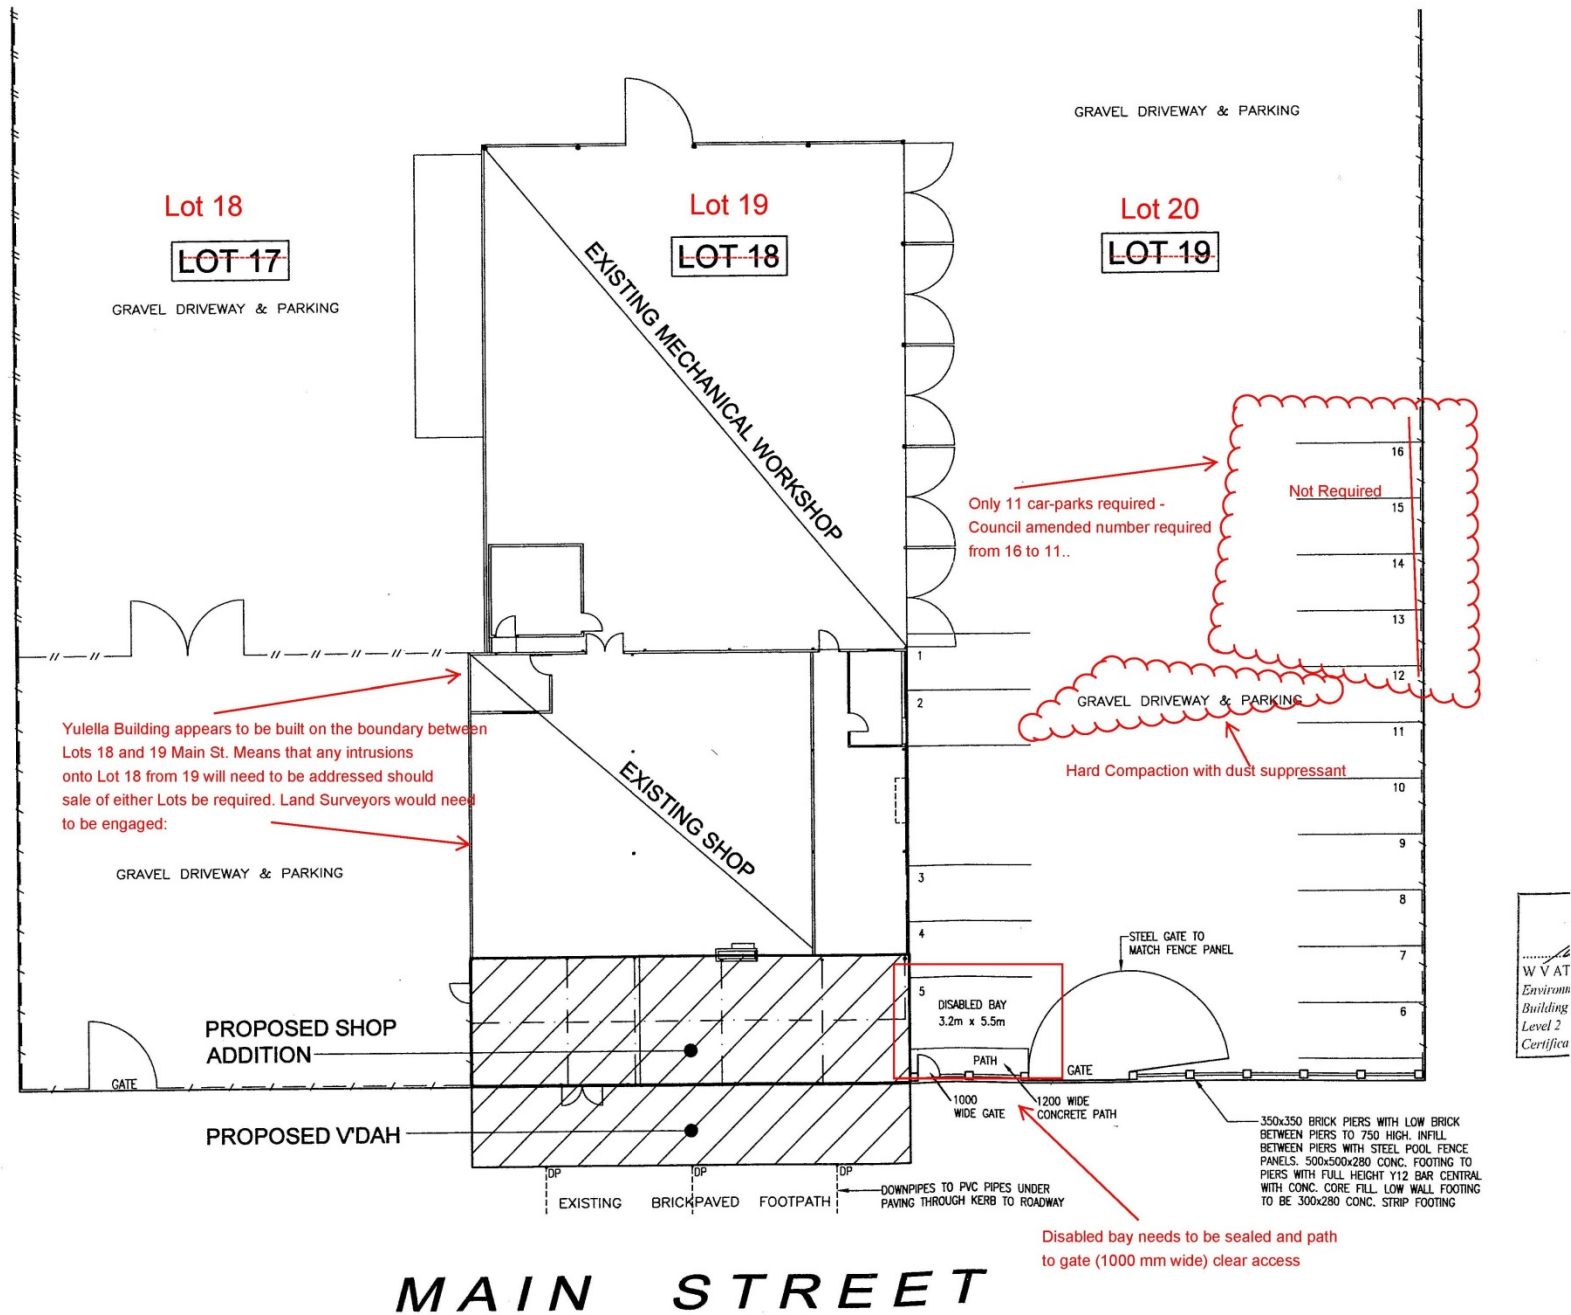 GRAVEL DRIVEWAY & PARKING
Lot 18
LOT 17
GRAVEL DRIVEWAY & PARKING
Lot 19
LOT 18
Lot 20
LOT 19
EXISTING MECHANICAL WORKSHOP
Only 11 car-parks required -
Council amended number required
from 16 to 11..
Not Required
16
15
14
13
12
11
10
9
8
7
6
1
2
3
4
5
GRAVEL DRIVEWAY & PARKING
Hard Compaction with dust suppressant
Yulella Building appears to be built on the boundary between
Lots 18 and 19 Main St. Means that any intrusions
onto Lot 18 from 19 will need to be addressed should
sale of either Lots be required. Land Surveyors would need
to be engaged:
EXISTING SHOP
GRAVEL DRIVEWAY & PARKING
STEEL GATE TO
MATCH FENCE PANEL
DISABLED BAY
3.2m x 5.5m
PATH
GATE
W V AT
Building
Level 2
PROPOSED SHOP
ADDITION
GATE
1000
WIDE GATE
1200 WIDE
CONCRETE PATH
PROPOSED V'DAH
350x350 BRICK PIERS WITH LOW BRICK
BETWEEN PIERS TO 750 HIGH. INFILL
BETWEEN PIERS WITH STEEL POOL FENCE
PANELS. 500x500x280 CONC. FOOTING TO
PIERS WITH FULL HEIGHT Y12 BAR CENTRAL
WITH CONC. CORE FILL. LOW WALL FOOTING
TO BE 300x280 CONC. STRIP FOOTING
DP
DP
DP
EXISTING BRICKPAVED FOOTPATH
DOWNPIPES TO PVC PIPES UNDER
PAVING THROUGH KERB TO ROADWAY
Disabled bay needs to be sealed and path
to gate (1000 mm wide) clear access
MAIN STREET